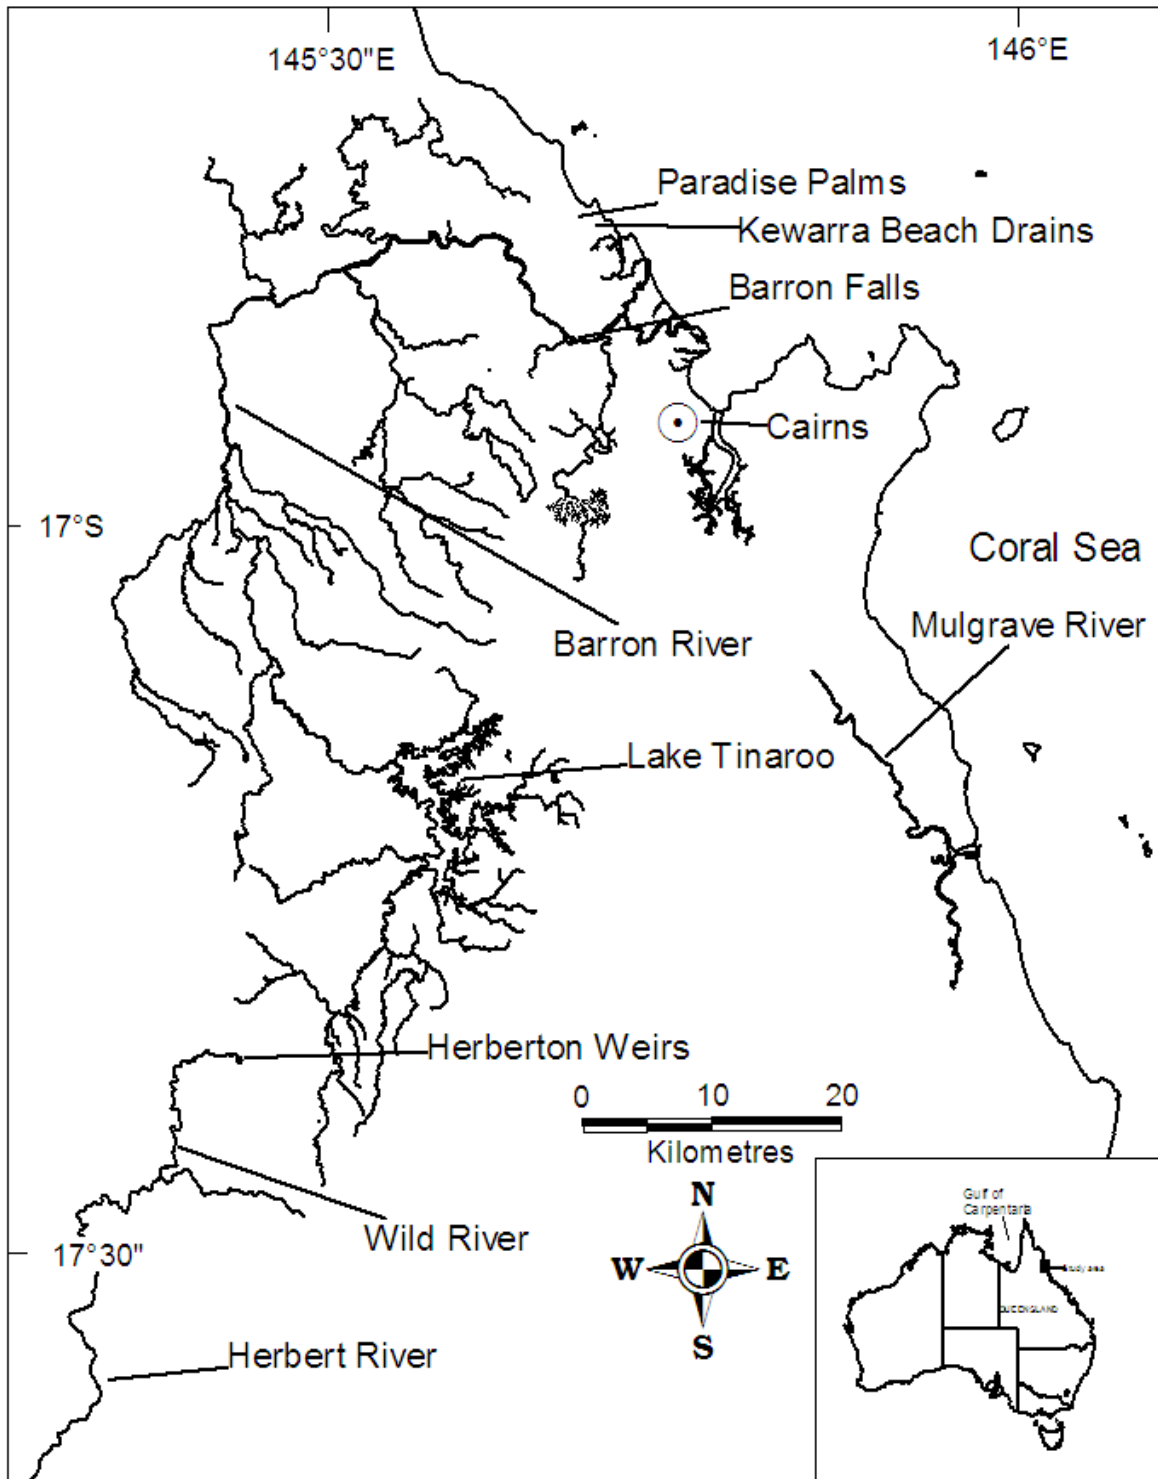 145°30"E
146°E
Paradise Palms
Kewarra Beach Drains
Barron Falls
Cairns
17°S
Coral Sea
Mulgrave River
Barron River
Lake Tinaroo
Herberton Weirs
0 10 20
Kilometres
Wild River
N
W E
S
17°30"
Herbert River
Gulf of
Carpentaria
Study area
QUEENGLAND